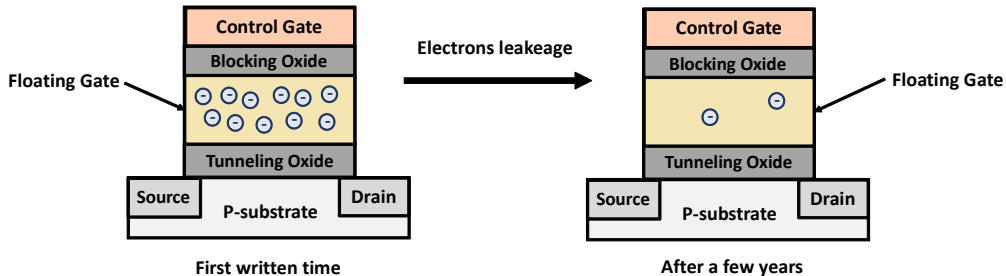 Control Gate
Blocking Oxide
Floating Gate
Tunneling Oxide
Source
Drain
P-substrate
First written time
Electrons leakeage
Control Gate
Blocking Oxide
Floating Gate
Tunneling Oxide
Source
Drain
P-substrate
After a few years